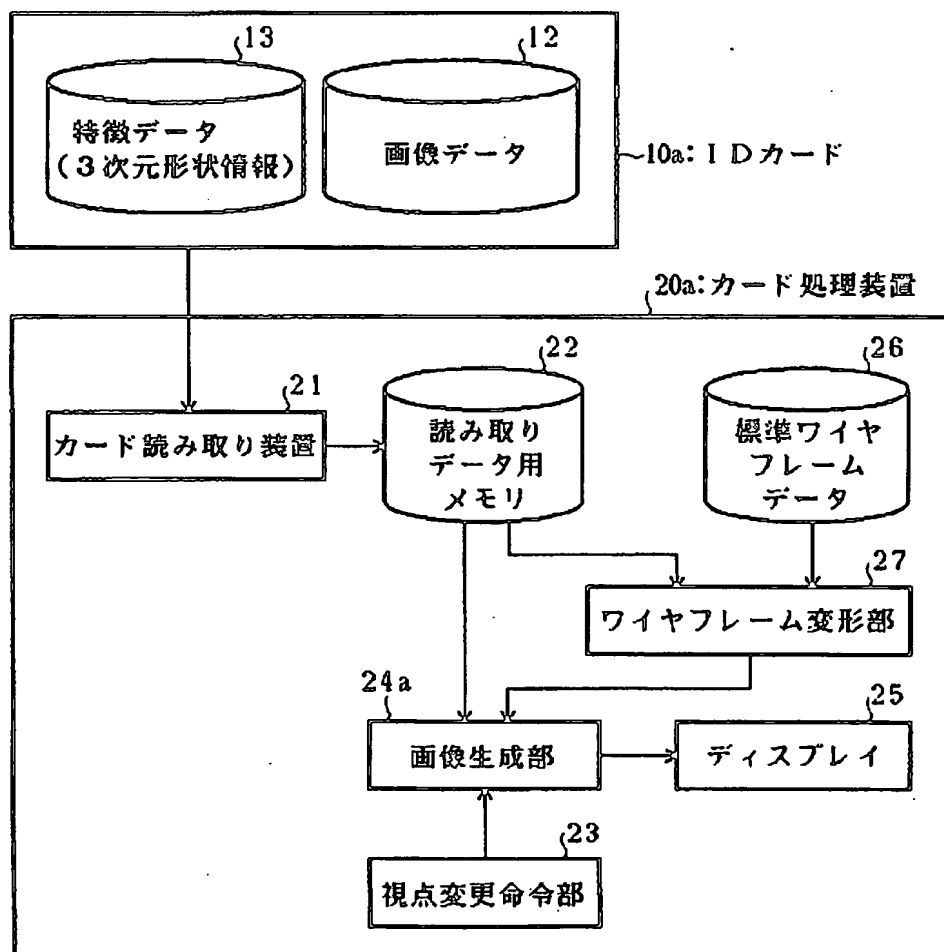 13
12
特徴データ
(3次元形状情報)
画像データ
10a:IDカード
20a:カード処理装置
21
22
26
カード読み取り装置
読み取り
データ用
メモリ
標準ワイヤ
フレーム
データ
27
ワイヤフレーム変形部
24a
25
画像生成部
ディスプレイ
23
視点変更命令部